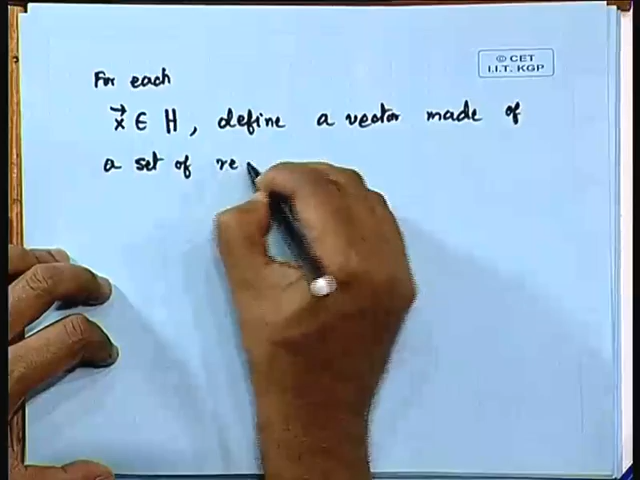 © CET
I.I.T. KGP
For each
x⃗ ∈ H, define a vector made of
a set of re